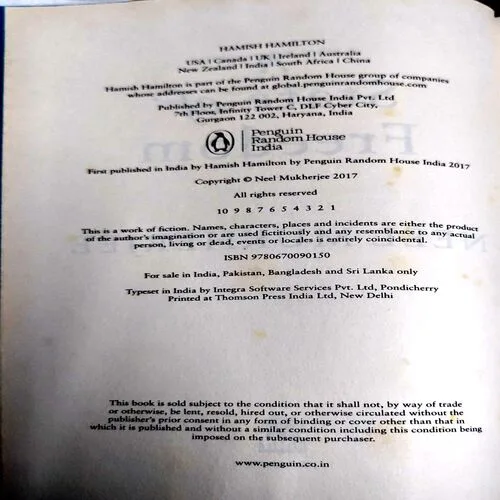 HAMISH HAMILTON
USA | Canada | UK | Ireland | Australia
New Zealand | India | South Africa | China
Hamish Hamilton is part of the Penguin Random House group of companies
whose addresses can be found at global.penguinrandomhouse.com
Published by Penguin Random House India Pvt. Ltd
7th Floor, Infinity Tower C, DLF Cyber City,
Gurgaon 122 002, Haryana, India
Penguin
Random House
India
First published in India by Hamish Hamilton by Penguin Random House India 2017
Copyright © Neel Mukherjee 2017
All rights reserved
10 9 8 7 6 5 4 3 2 1
This is a work of fiction. Names, characters, places and incidents are either the product
of the author's imagination or are used fictitiously and any resemblance to any actual
person, living or dead, events or locales is entirely coincidental.
ISBN 9780670090150
For sale in India, Pakistan, Bangladesh and Sri Lanka only
Typeset in India by Integra Software Services Pvt. Ltd, Pondicherry
Printed at Thomson Press India Ltd, New Delhi
This book is sold subject to the condition that it shall not, by way of trade
or otherwise, be lent, resold, hired out, or otherwise circulated without the
publisher's prior consent in any form of binding or cover other than that in
which it is published and without a similar condition including this condition being
imposed on the subsequent purchaser.
www.penguin.co.in